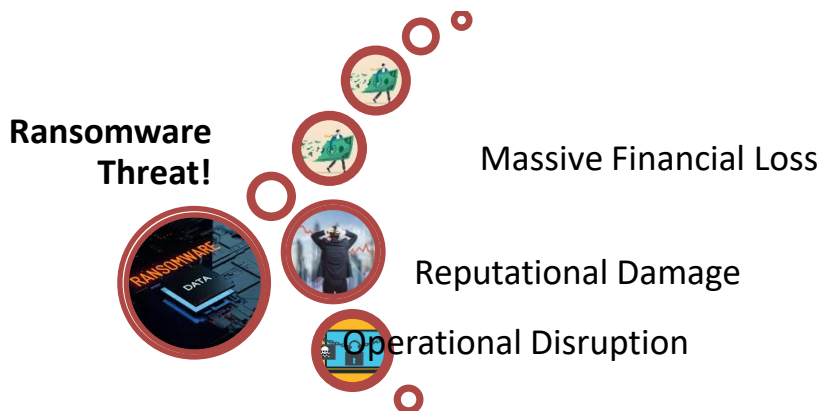 Ransomware
Threat!
Massive Financial Loss
RANSOMWARE
DATA
Reputational Damage
Operational Disruption